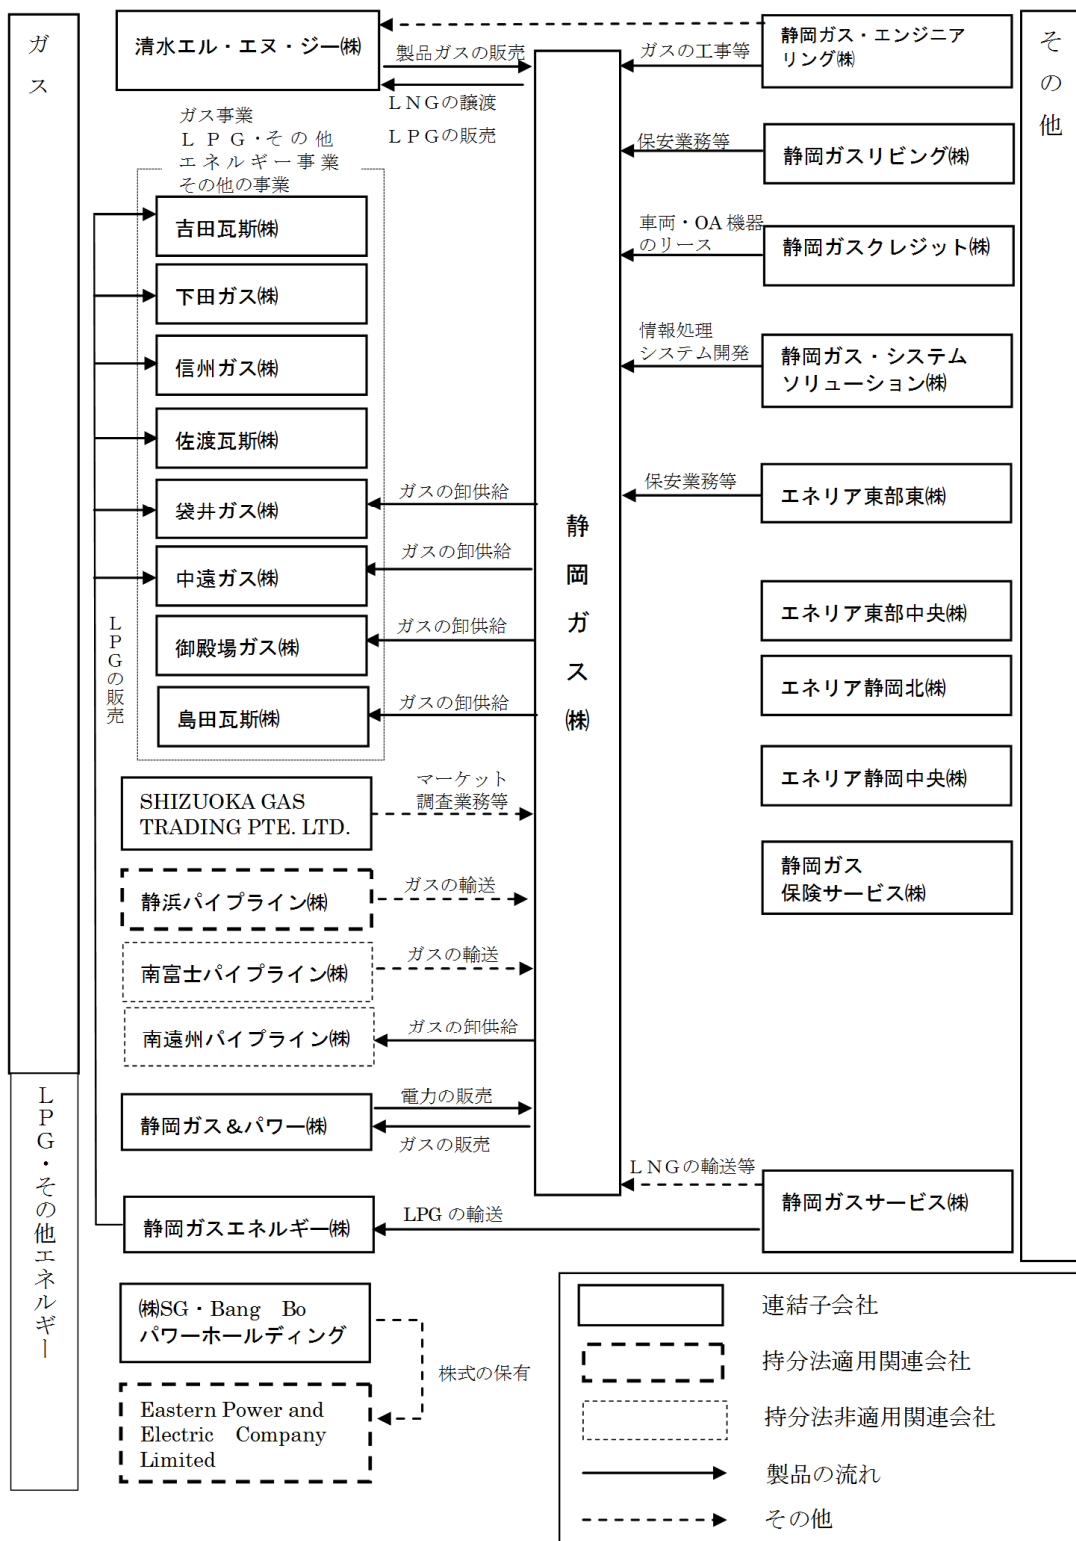 ガス
清水エル・エヌ・ジー㈱
製品ガスの販売
LNGの譲渡
LPGの販売
ガスの工事等
静岡ガス・エンジニア
リング㈱
その他
ガス事業
LPG・その他
エネルギー事業
その他の事業
保安業務等
静岡ガスリビング㈱
吉田瓦斯㈱
車両・OA機器
のリース
静岡ガスクレジット㈱
下田ガス㈱
信州ガス㈱
情報処理
システム開発
静岡ガス・システム
ソリューション㈱
佐渡瓦斯㈱
袋井ガス㈱
ガスの卸供給
保安業務等
エネリア東部東㈱
静岡ガス㈱
中遠ガス㈱
ガスの卸供給
エネリア東部中央㈱
LPGの販売
御殿場ガス㈱
ガスの卸供給
エネリア静岡北㈱
島田瓦斯㈱
ガスの卸供給
エネリア静岡中央㈱
SHIZUOKA GAS
TRADING PTE. LTD.
マーケット
調査業務等
静岡ガス
保険サービス㈱
静浜パイプライン㈱
ガスの輸送
南富士パイプライン㈱
ガスの輸送
南遠州パイプライン㈱
ガスの卸供給
LPG・その他エネルギー
静岡ガス&パワー㈱
電力の販売
ガスの販売
LNGの輸送等
静岡ガスサービス㈱
静岡ガスエネルギー㈱
LPGの輸送
㈱SG・Bang Bo
パワーホールディング
株式の保有
Eastern Power and
Electric Company
Limited
連結子会社
持分法適用関連会社
持分法非適用関連会社
製品の流れ
その他